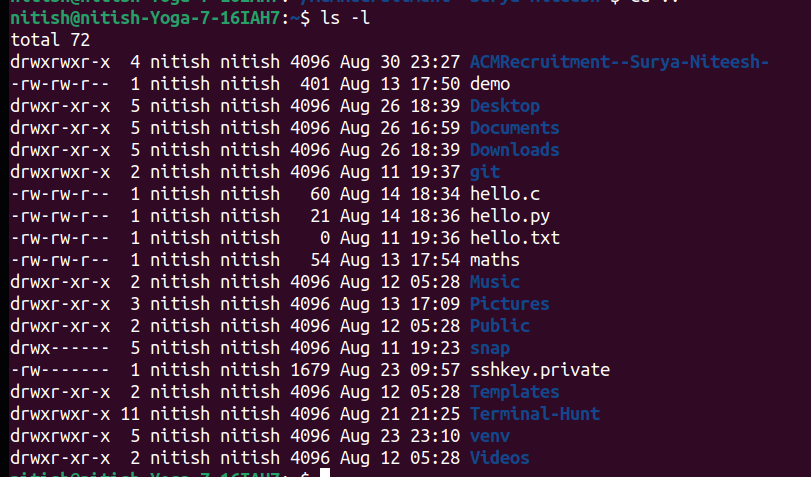 nitish@nitish-Yoga-7-16IAH7:~$ ls -l
total 72
drwxrwxr-x  4 nitish nitish 4096 Aug 30 23:27 ACMRecruitment--Surya-Niteesh-
-rw-rw-r--  1 nitish nitish  401 Aug 13 17:50 demo
drwxr-xr-x  5 nitish nitish 4096 Aug 26 18:39 Desktop
drwxr-xr-x  5 nitish nitish 4096 Aug 26 16:59 Documents
drwxr-xr-x  5 nitish nitish 4096 Aug 26 18:39 Downloads
drwxrwxr-x  2 nitish nitish 4096 Aug 11 19:37 git
-rw-rw-r--  1 nitish nitish   60 Aug 14 18:34 hello.c
-rw-rw-r--  1 nitish nitish   21 Aug 14 18:36 hello.py
-rw-rw-r--  1 nitish nitish    0 Aug 11 19:36 hello.txt
-rw-rw-r--  1 nitish nitish   54 Aug 13 17:54 maths
drwxr-xr-x  2 nitish nitish 4096 Aug 12 05:28 Music
drwxr-xr-x  3 nitish nitish 4096 Aug 13 17:09 Pictures
drwxr-xr-x  2 nitish nitish 4096 Aug 12 05:28 Public
drwx------  5 nitish nitish 4096 Aug 11 19:23 snap
-rw-------  1 nitish nitish 1679 Aug 23 09:57 sshkey.private
drwxr-xr-x  2 nitish nitish 4096 Aug 12 05:28 Templates
drwxrwxr-x 11 nitish nitish 4096 Aug 21 21:25 Terminal-Hunt
drwxrwxr-x  5 nitish nitish 4096 Aug 23 23:10 venv
drwxr-xr-x  2 nitish nitish 4096 Aug 12 05:28 Videos
nitish@nitish-Yoga-7-16IAH7:~$